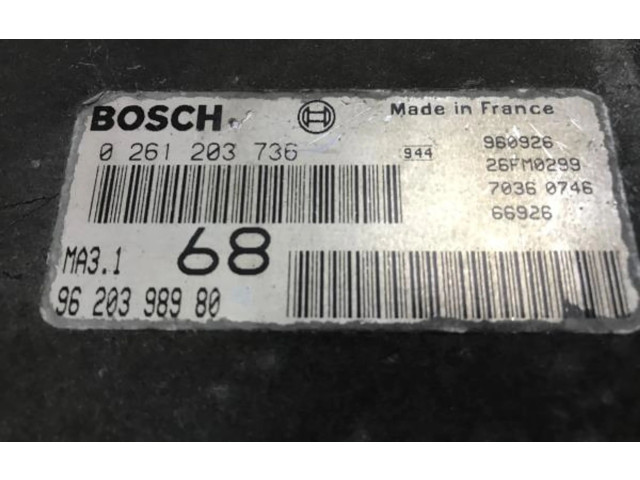 BOSCH Made in France
0 261 203 736 944 960926
26FM0299
7036 0746
66926
MA3.1 68
96 203 989 80